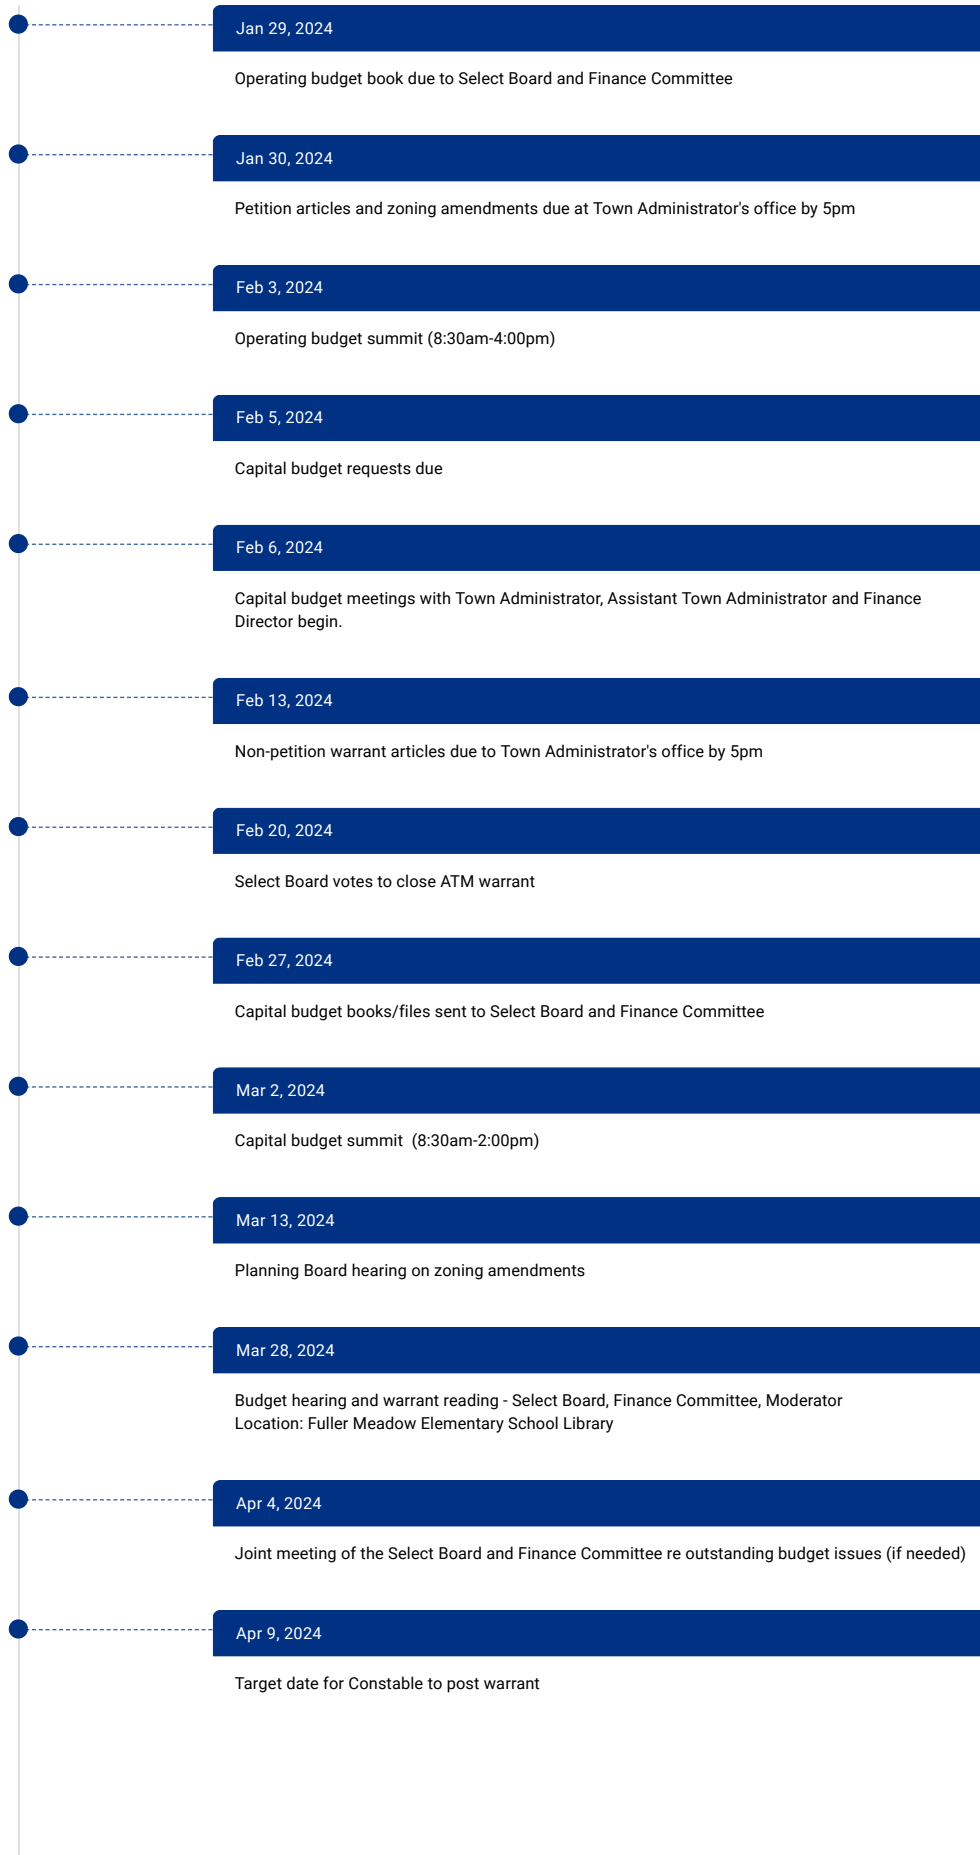 Jan 29, 2024
Operating budget book due to Select Board and Finance Committee
Jan 30, 2024
Petition articles and zoning amendments due at Town Administrator's office by 5pm
Feb 3, 2024
Operating budget summit (8:30am-4:00pm)
Feb 5, 2024
Capital budget requests due
Feb 6, 2024
Capital budget meetings with Town Administrator, Assistant Town Administrator and Finance
Director begin.
Feb 13, 2024
Non-petition warrant articles due to Town Administrator's office by 5pm
Feb 20, 2024
Select Board votes to close ATM warrant
Feb 27, 2024
Capital budget books/files sent to Select Board and Finance Committee
Mar 2, 2024
Capital budget summit  (8:30am-2:00pm)
Mar 13, 2024
Planning Board hearing on zoning amendments
Mar 28, 2024
Budget hearing and warrant reading - Select Board, Finance Committee, Moderator
Location: Fuller Meadow Elementary School Library
Apr 4, 2024
Joint meeting of the Select Board and Finance Committee re outstanding budget issues (if needed)
Apr 9, 2024
Target date for Constable to post warrant